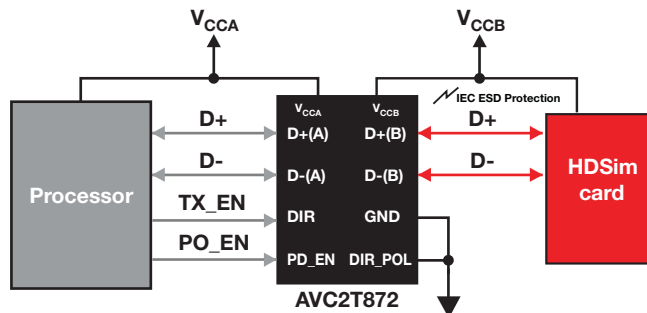 VCCA
VCCB
IEC ESD Protection
VCCA
VCCB
D+
D+(A)
D+(B)
D+
D-
D-(A)
D-(B)
D-
Processor
HDSim
card
TX_EN
DIR
GND
PO_EN
PD_EN
DIR_POL
AVC2T872